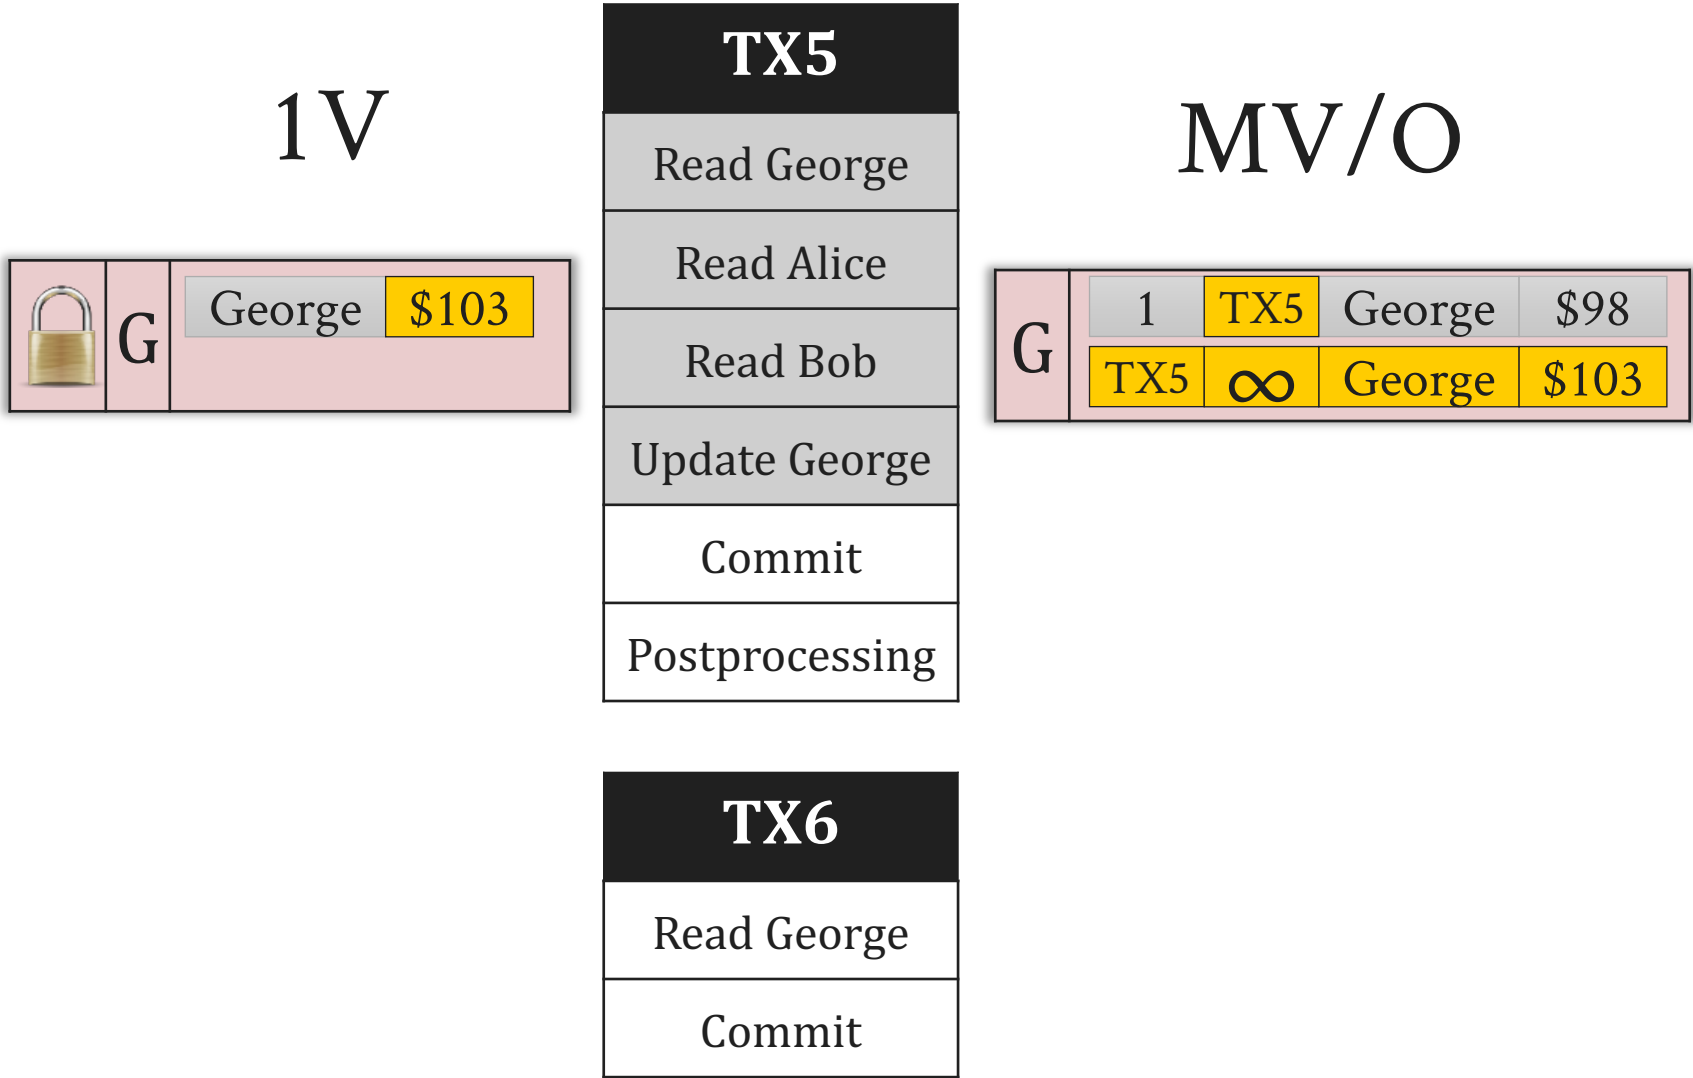 1V
G
George $103
TX5
Read George
Read Alice
Read Bob
Update George
Commit
Postprocessing
MV/O
G
1 TX5 George $98
TX5 ∞ George $103
TX6
Read George
Commit